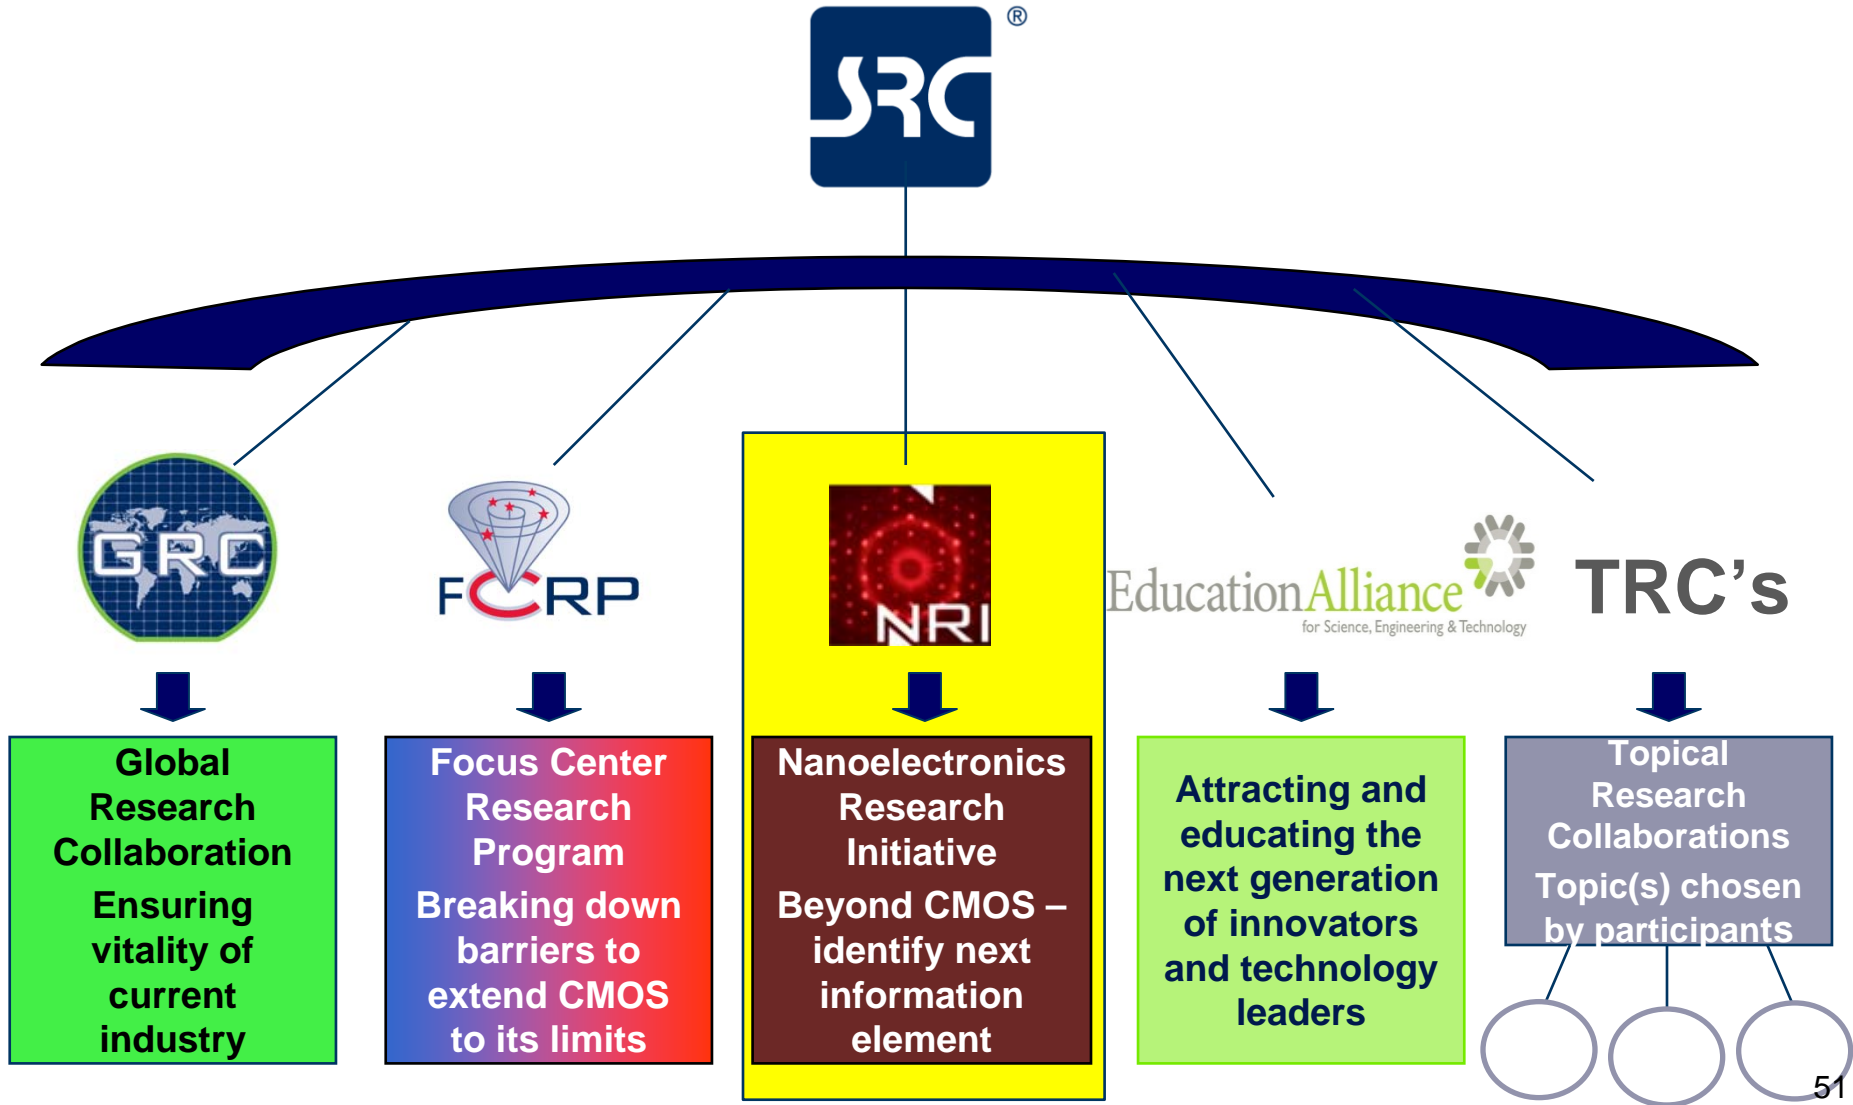 SRC®
GRC
FCRP
NRI
EducationAlliance
for Science, Engineering & Technology
TRC’s
Global
Research
Collaboration
Ensuring
vitality of
current
industry
Focus Center
Research
Program
Breaking down
barriers to
extend CMOS
to its limits
Nanoelectronics
Research
Initiative
Beyond CMOS –
identify next
information
element
Attracting and
educating the
next generation
of innovators
and technology
leaders
Topical
Research
Collaborations
Topic(s) chosen
by participants
51